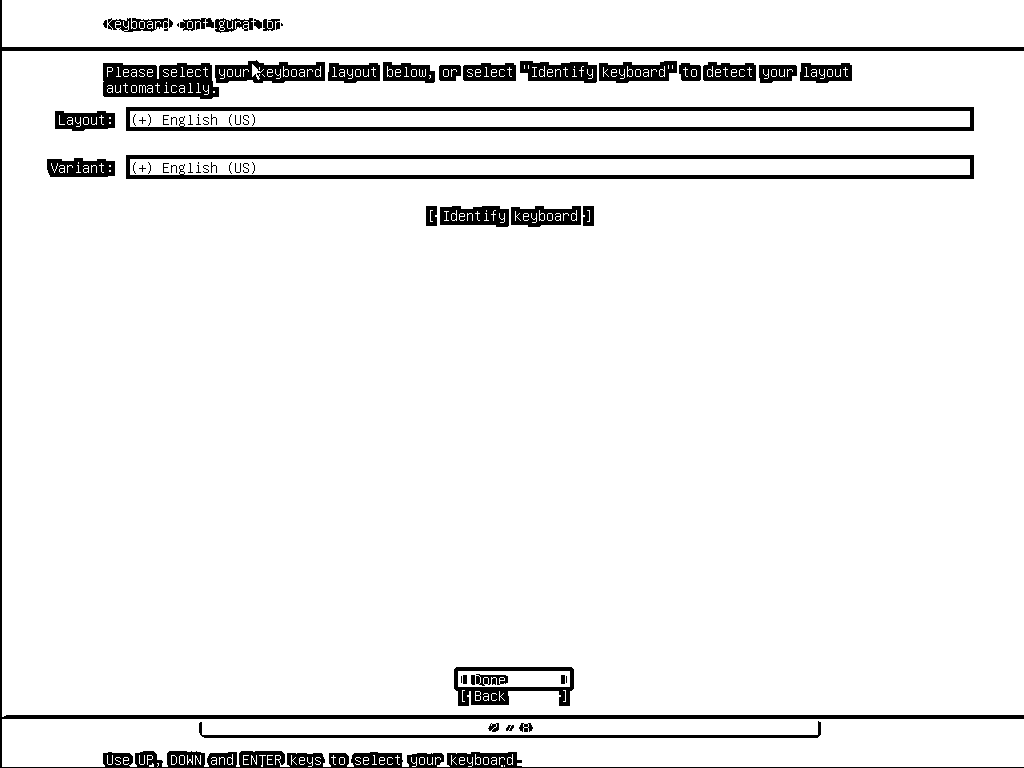 Keyboard configuration
Please select your keyboard layout below, or select "Identify keyboard" to detect your layout
automatically.
Layout: (+) English (US)
Variant: (+) English (US)
[ Identify keyboard ]
[ Done ]
[ Back ]
Use UP, DOWN and ENTER keys to select your keyboard.